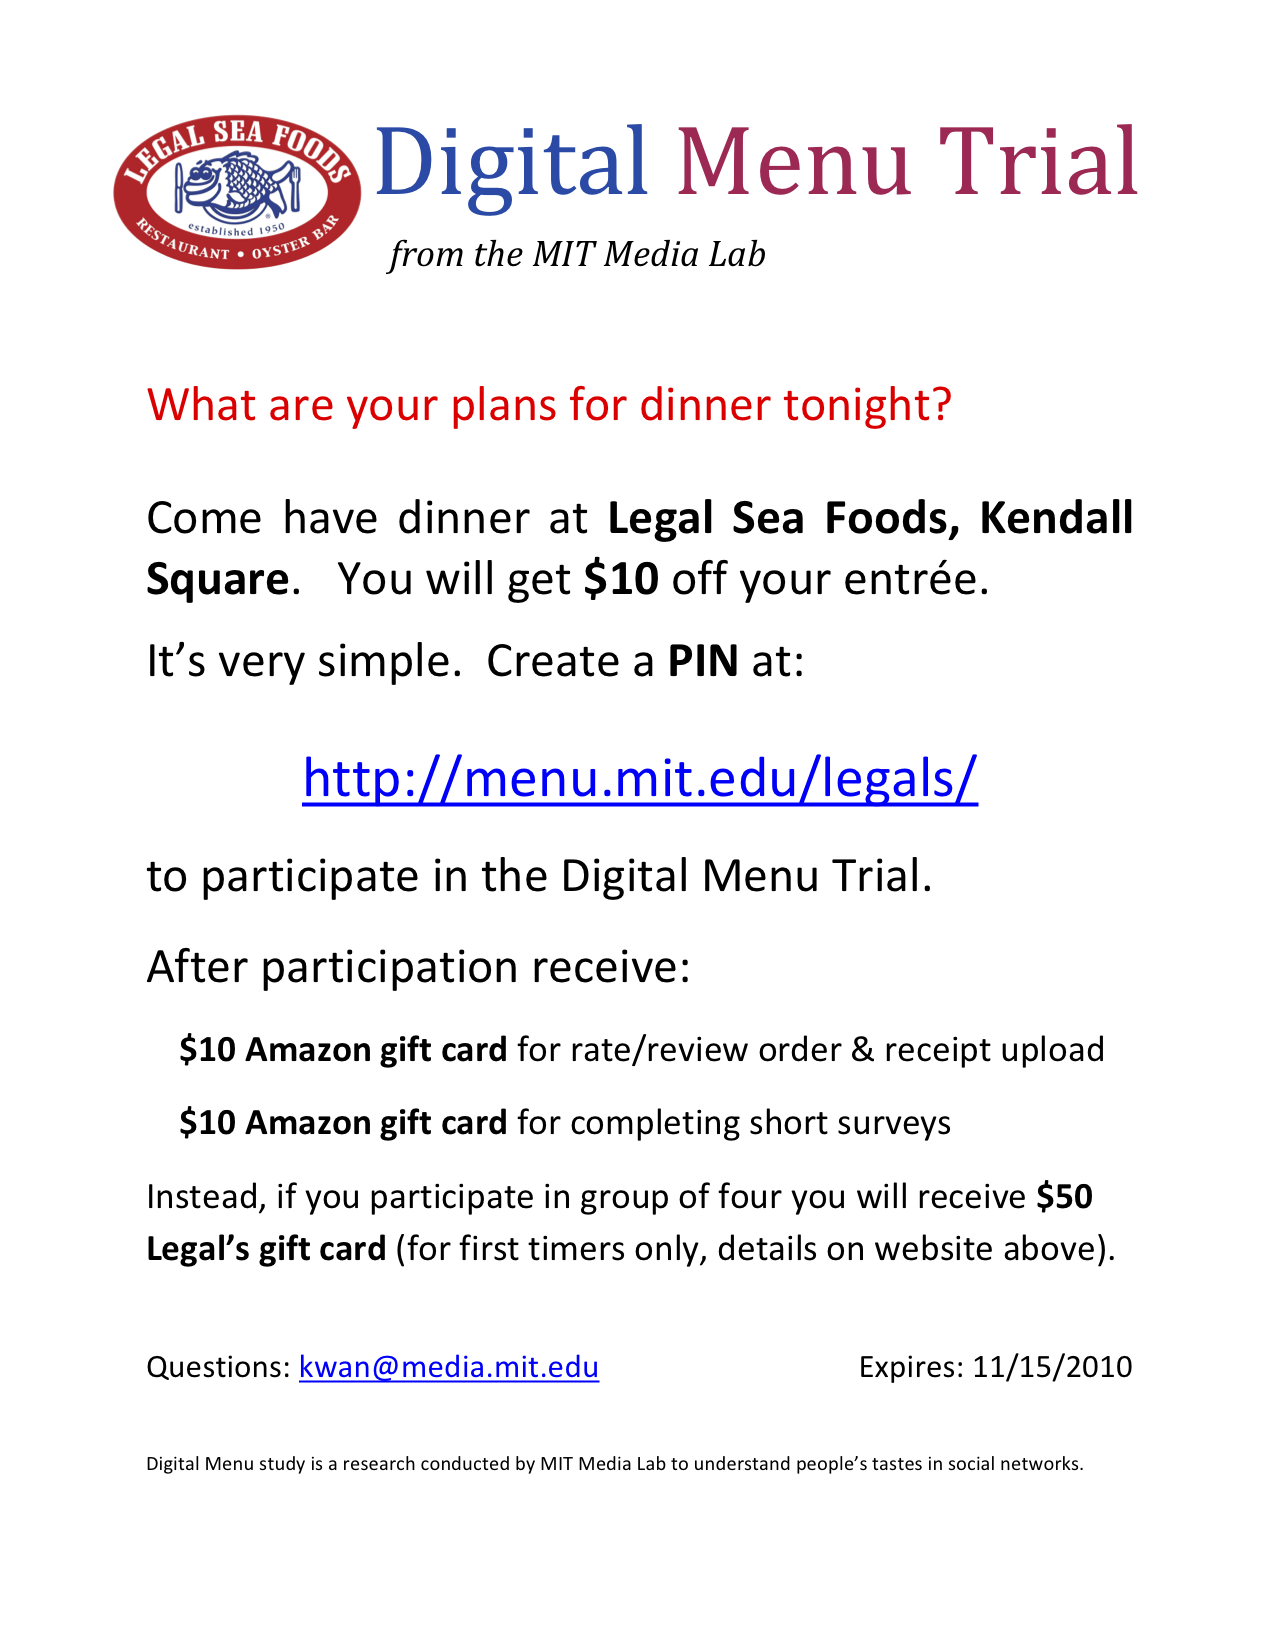 LEGAL SEA FOODS
established 1950
RESTAURANT • OYSTER BAR
Digital Menu Trial
from the MIT Media Lab
What are your plans for dinner tonight?
Come have dinner at Legal Sea Foods, Kendall
Square. You will get $10 off your entrée.
It’s very simple. Create a PIN at:
http://menu.mit.edu/legals/
to participate in the Digital Menu Trial.
After participation receive:
$10 Amazon gift card for rate/review order & receipt upload
$10 Amazon gift card for completing short surveys
Instead, if you participate in group of four you will receive $50
Legal’s gift card (for first timers only, details on website above).
Questions: kwan@media.mit.edu Expires: 11/15/2010
Digital Menu study is a research conducted by MIT Media Lab to understand people’s tastes in social networks.